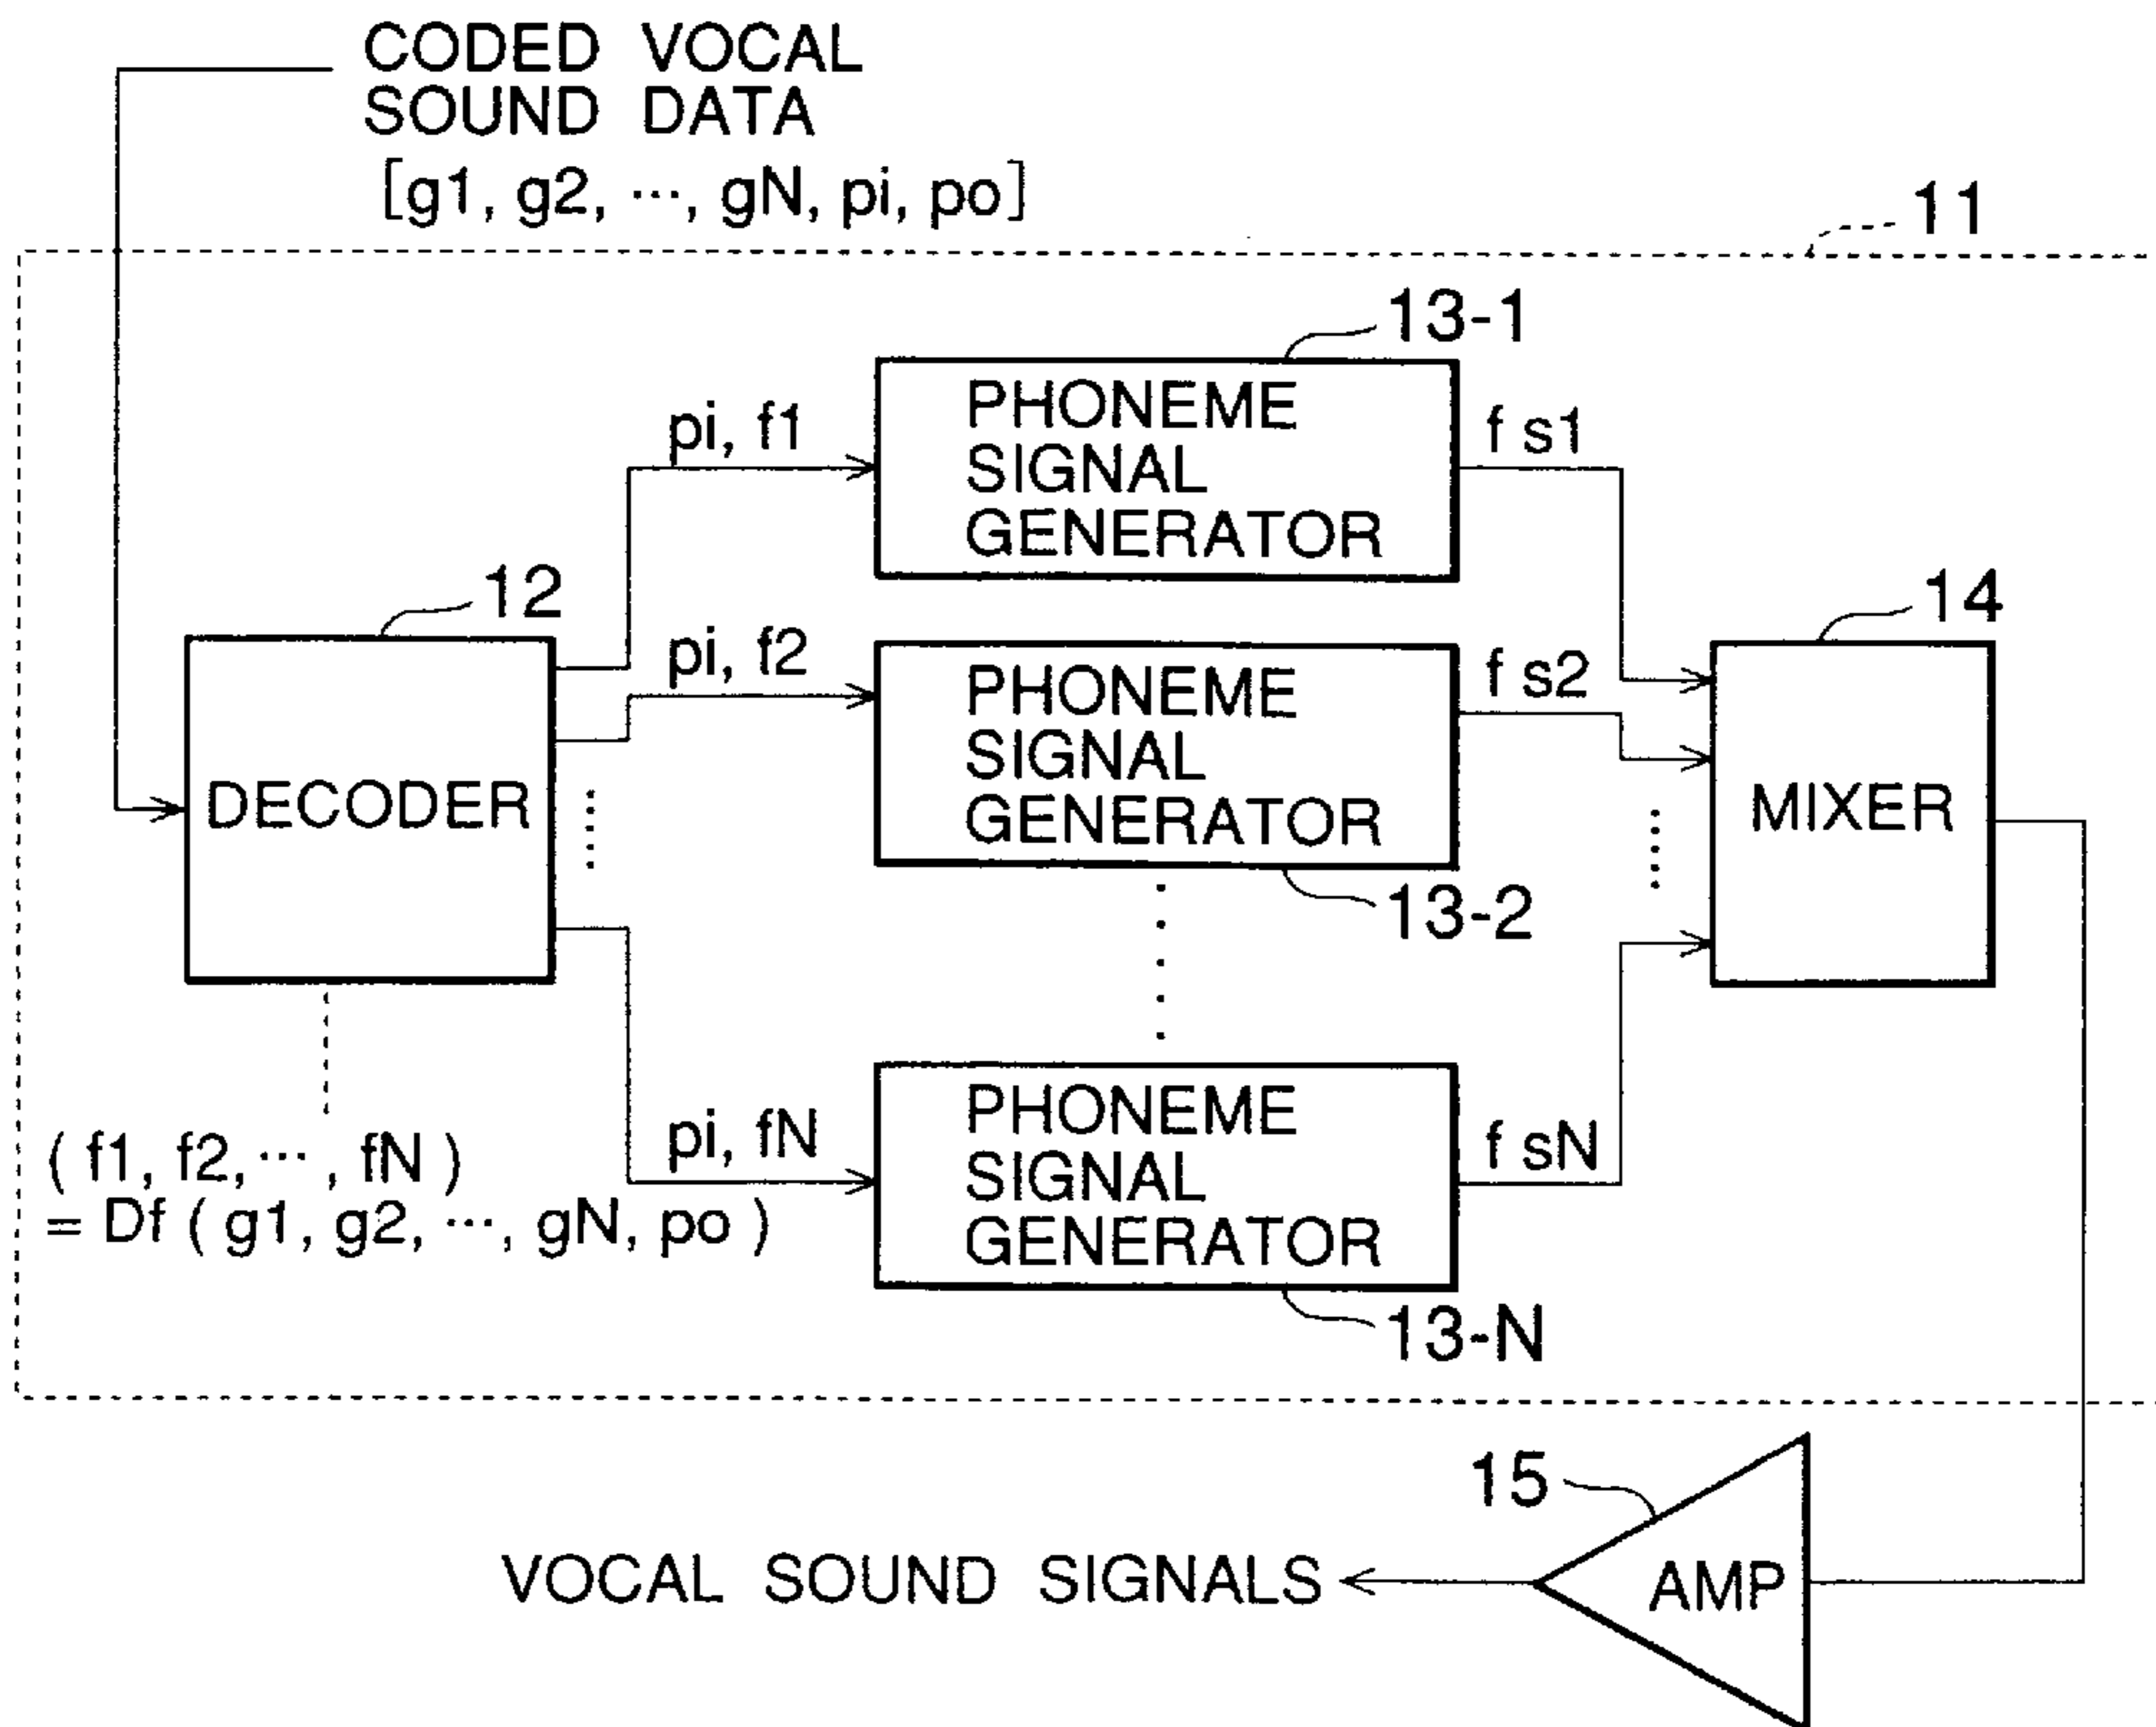 CODED VOCAL
SOUND DATA
[g1, g2, ···, gN, pi, po]
11
13-1
PHONEME
SIGNAL
GENERATOR
pi, f1
f s1
12
14
pi, f2
PHONEME
SIGNAL
GENERATOR
f s2
DECODER
MIXER
13-2
pi, fN
PHONEME
SIGNAL
GENERATOR
f sN
( f1, f2, ··· , fN )
= Df ( g1, g2, ···, gN, po )
13-N
15
AMP
VOCAL SOUND SIGNALS